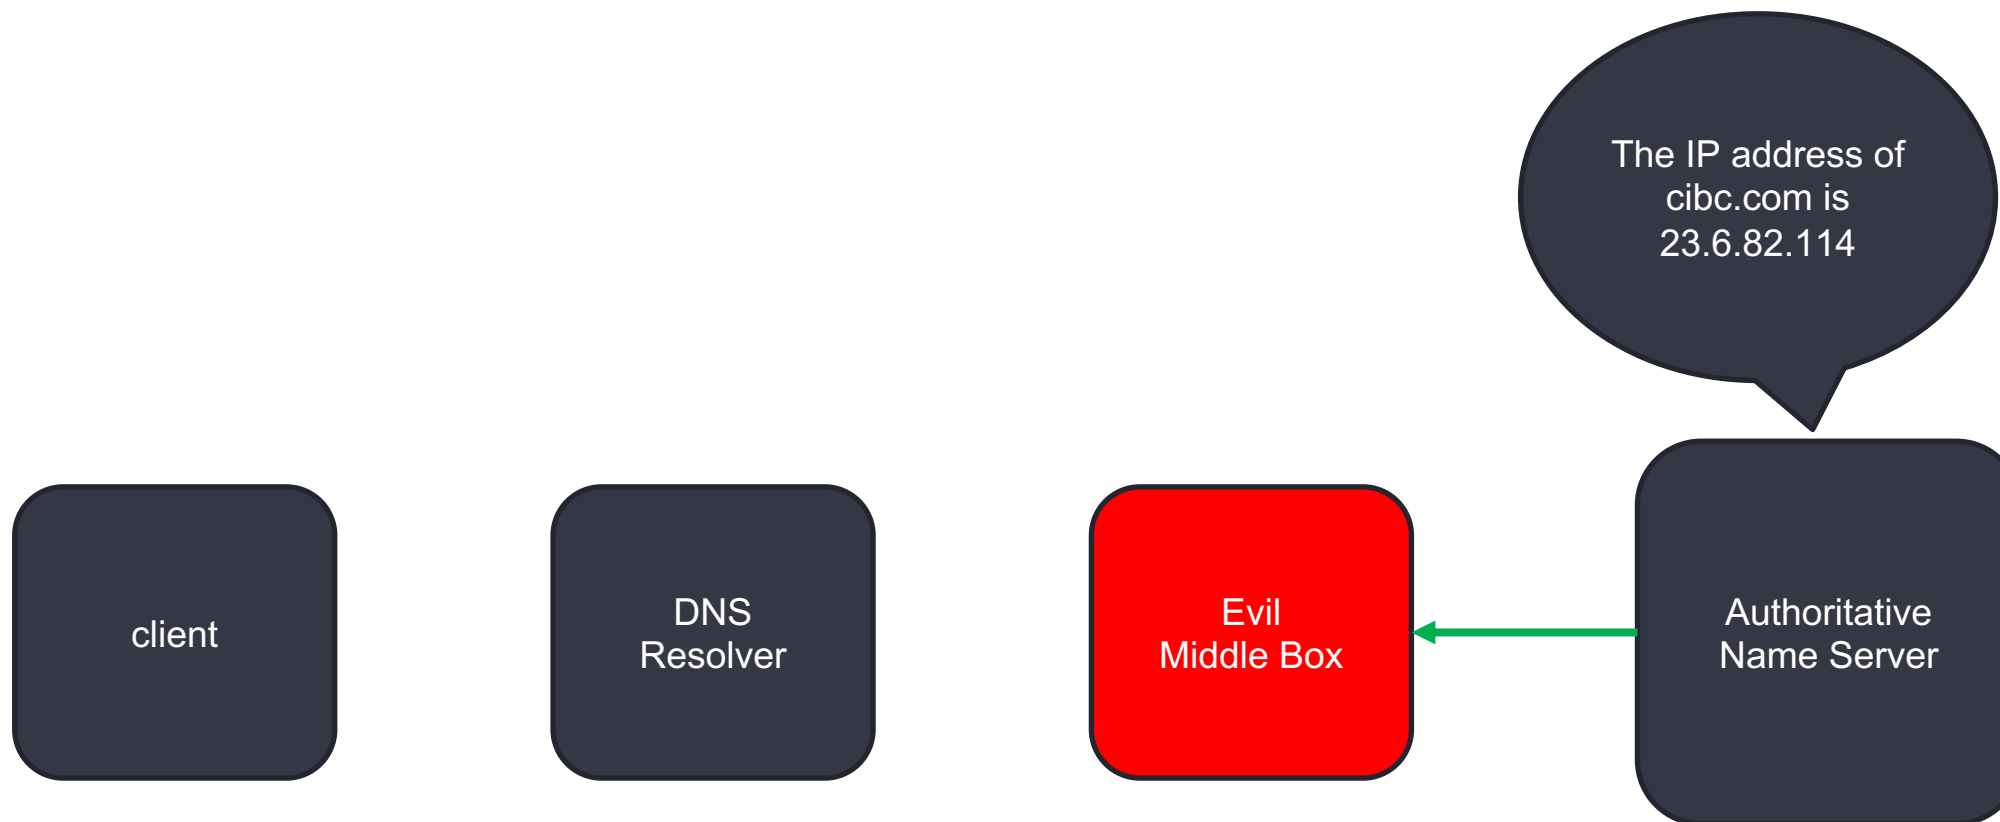 The IP address of
cibc.com is
23.6.82.114
client
DNS
Resolver
Evil
Middle Box
Authoritative
Name Server